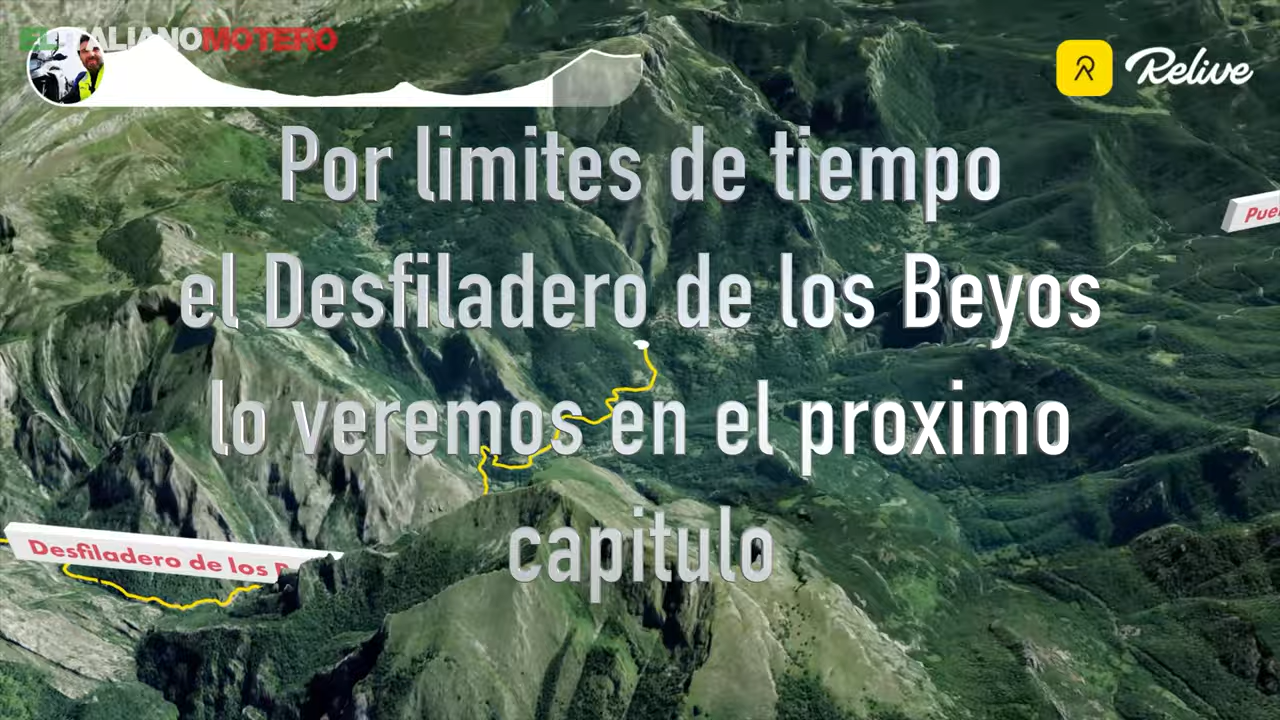 ELITALIANOMOTERO
Relive
Por limites de tiempo
el Desfiladero de los Beyos
lo veremos en el proximo
capitulo
Desfiladero de los